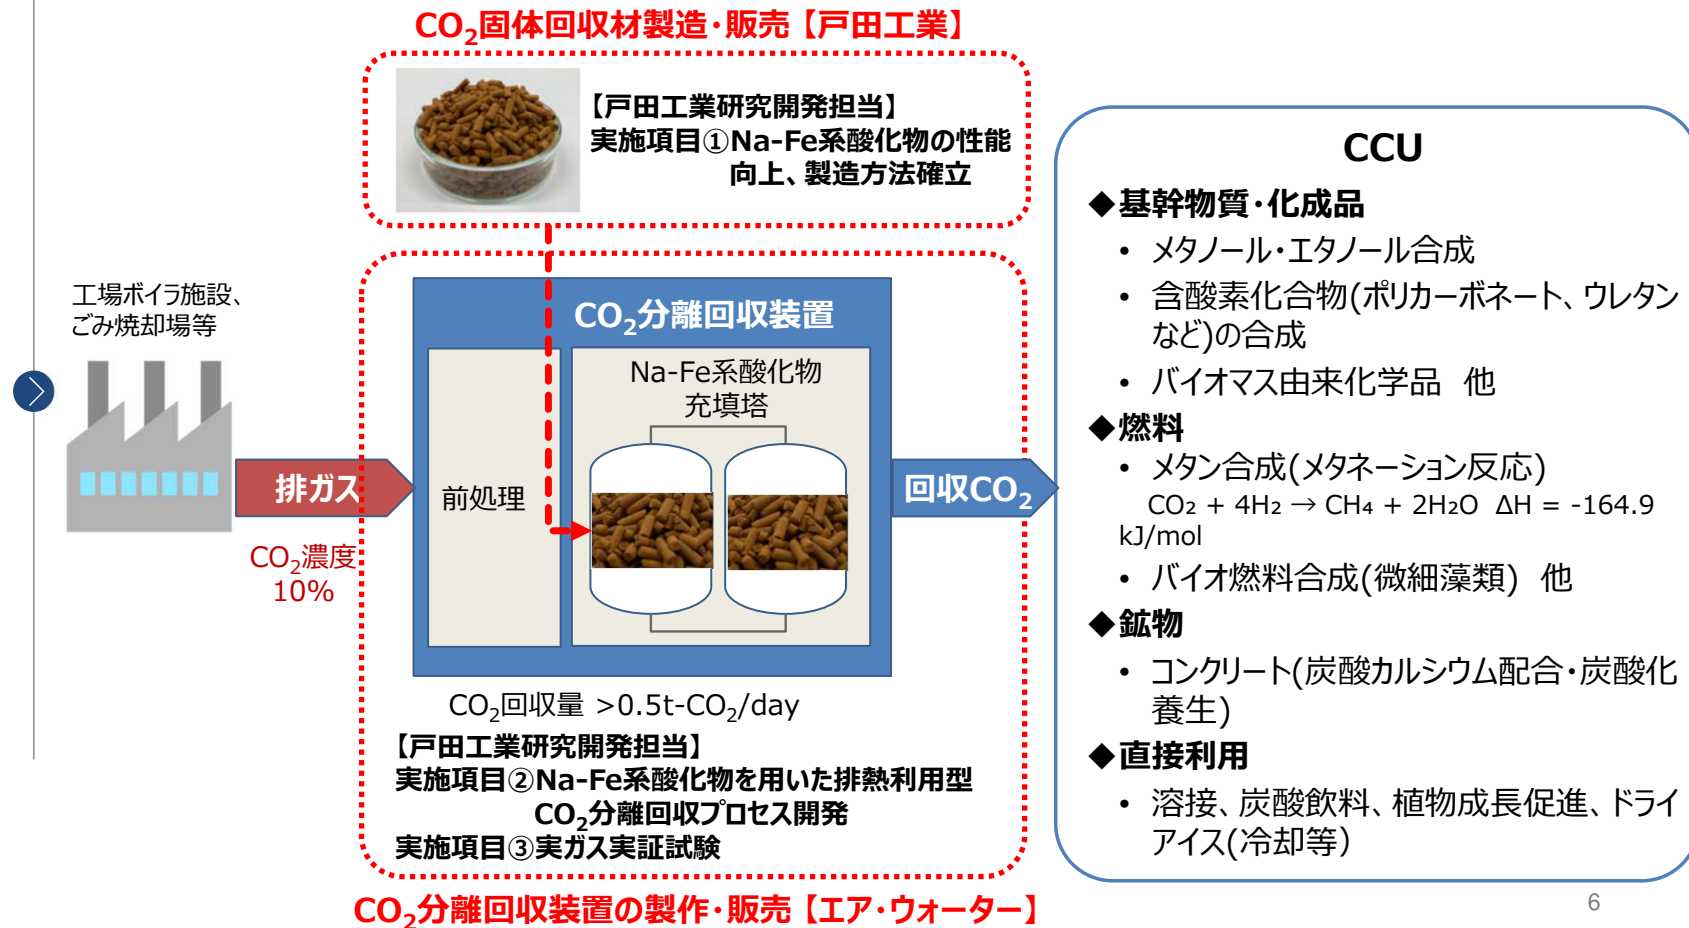 CO₂固体回収材製造・販売【戸田工業】
【戸田工業研究開発担当】
実施項目①Na-Fe系酸化物の性能
向上、製造方法確立
工場ボイラ施設、
ごみ焼却場等
排ガス
CO₂濃度
10%
CO₂分離回収装置
前処理
Na-Fe系酸化物
充填塔
回収CO₂
CO₂回収量 >0.5t-CO₂/day
【戸田工業研究開発担当】
実施項目②Na-Fe系酸化物を用いた排熱利用型
CO₂分離回収プロセス開発
実施項目③実ガス実証試験
CO₂分離回収装置の製作・販売【エア・ウォーター】
CCU
◆基幹物質・化成品
• メタノール・エタノール合成
• 含酸素化合物(ポリカーボネート、ウレタン
など)の合成
• バイオマス由来化学品 他
◆燃料
• メタン合成(メタネーション反応)
CO₂ + 4H₂ → CH₄ + 2H₂O ΔH = -164.9
kJ/mol
• バイオ燃料合成(微細藻類) 他
◆鉱物
• コンクリート(炭酸カルシウム配合・炭酸化
養生)
◆直接利用
• 溶接、炭酸飲料、植物成長促進、ドライ
アイス(冷却等)
6